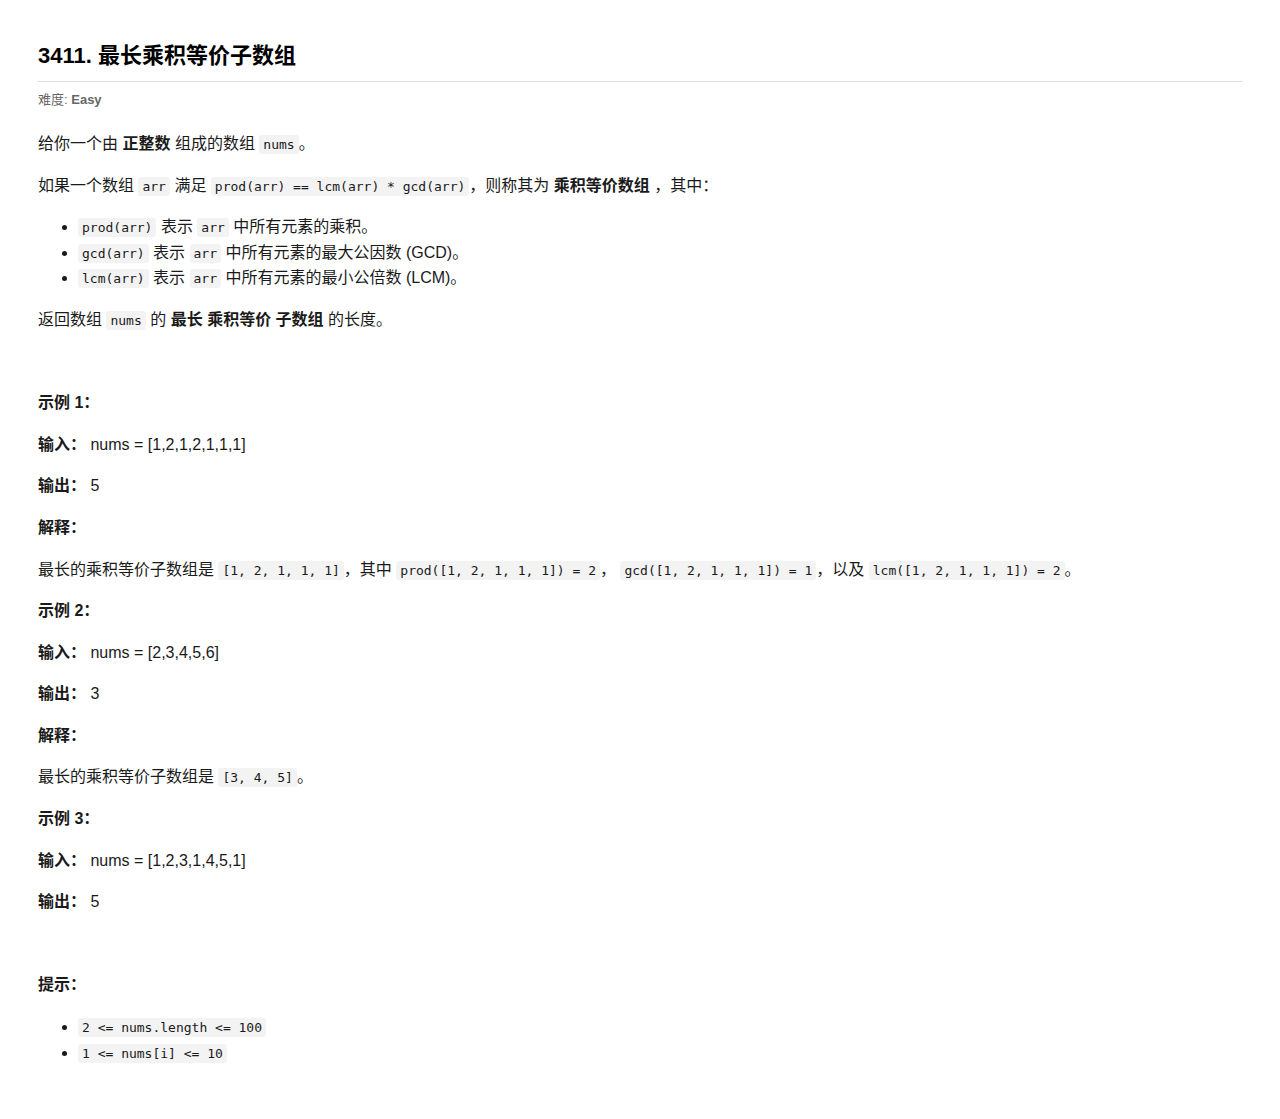 3411. 最长乘积等价子数组
难度: Easy
给你一个由 正整数 组成的数组 nums。
如果一个数组 arr 满足 prod(arr) == lcm(arr) * gcd(arr)，则称其为 乘积等价数组 ，其中：
prod(arr) 表示 arr 中所有元素的乘积。
gcd(arr) 表示 arr 中所有元素的最大公因数 (GCD)。
lcm(arr) 表示 arr 中所有元素的最小公倍数 (LCM)。
返回数组 nums 的 最长 乘积等价 子数组 的长度。
示例 1：
输入： nums = [1,2,1,2,1,1,1]
输出： 5
解释：
最长的乘积等价子数组是 [1, 2, 1, 1, 1]，其中 prod([1, 2, 1, 1, 1]) = 2， gcd([1, 2, 1, 1, 1]) = 1，以及 lcm([1, 2, 1, 1, 1]) = 2。
示例 2：
输入： nums = [2,3,4,5,6]
输出： 3
解释：
最长的乘积等价子数组是 [3, 4, 5]。
示例 3：
输入： nums = [1,2,3,1,4,5,1]
输出： 5
提示：
2 <= nums.length <= 100
1 <= nums[i] <= 10